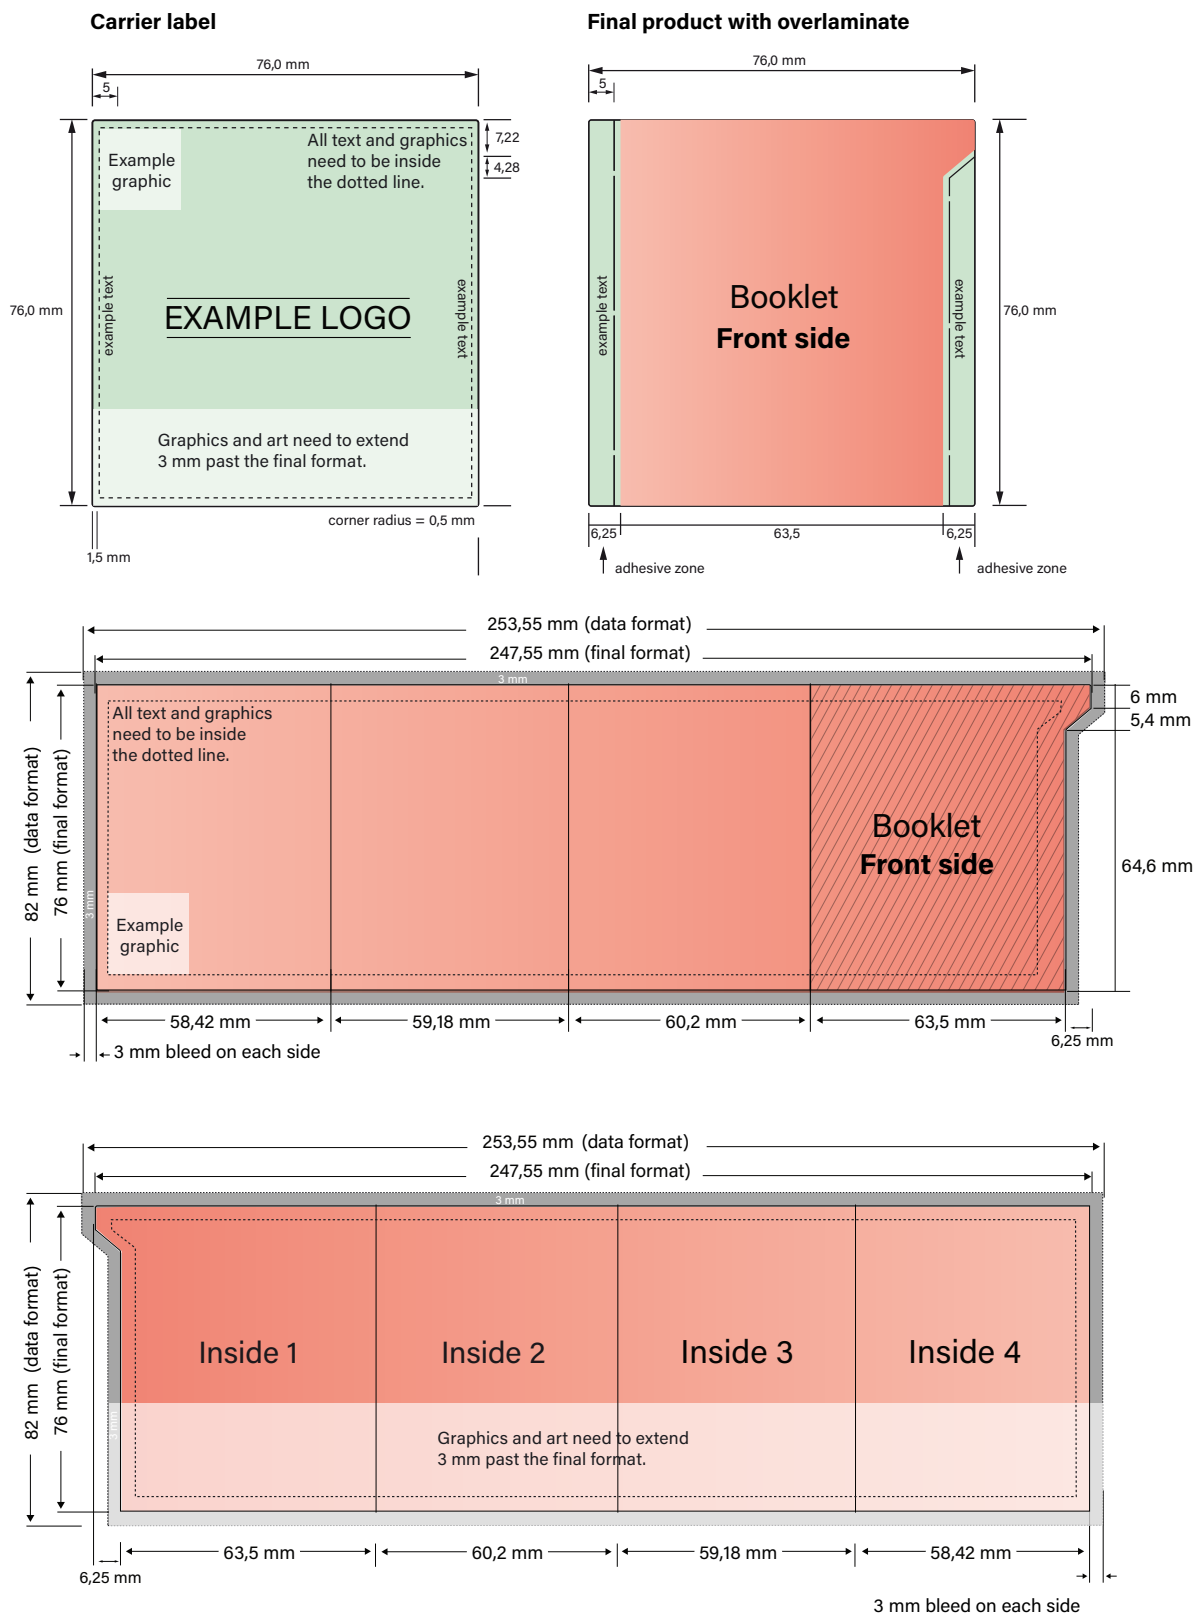 Carrier label
Final product with overlaminate
76,0 mm
5
76,0 mm
5
7,22
4,28
All text and graphics
need to be inside
the dotted line.
Example
graphic
76,0 mm
example text
EXAMPLE LOGO
example text
Graphics and art need to extend
3 mm past the final format.
corner radius = 0,5 mm
1,5 mm
example text
Booklet
Front side
example text
76,0 mm
6,25
63,5
6,25
adhesive zone
adhesive zone
253,55 mm (data format)
247,55 mm (final format)
3 mm
All text and graphics
need to be inside
the dotted line.
6 mm
5,4 mm
82 mm (data format)
76 mm (final format)
3 mm
Booklet
Front side
64,6 mm
Example
graphic
58,42 mm
59,18 mm
60,2 mm
63,5 mm
6,25 mm
3 mm bleed on each side
253,55 mm (data format)
247,55 mm (final format)
3 mm
82 mm (data format)
76 mm (final format)
Inside 1
Inside 2
Inside 3
Inside 4
3 mm
Graphics and art need to extend
3 mm past the final format.
63,5 mm
60,2 mm
59,18 mm
58,42 mm
6,25 mm
3 mm bleed on each side